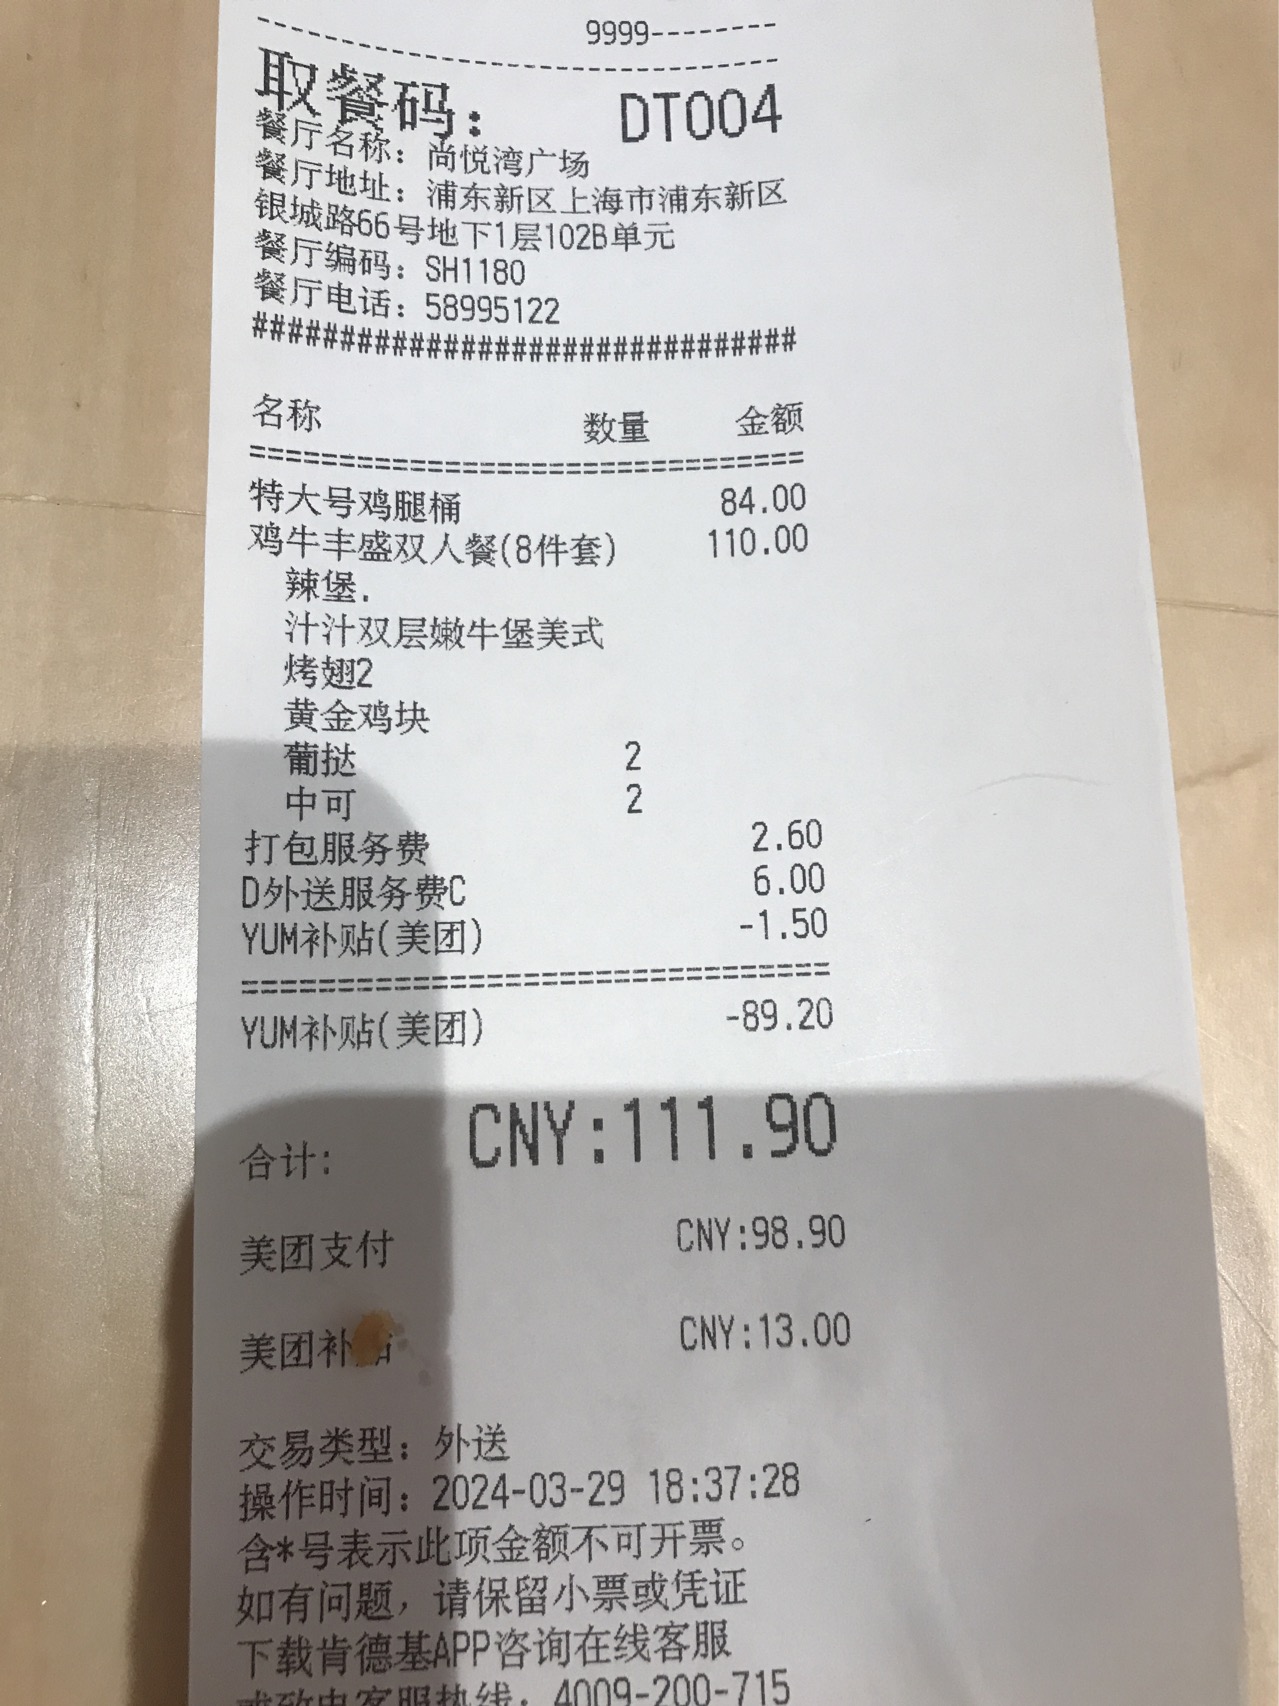 9999--------
取餐码： DT004
餐厅名称：尚悦湾广场
餐厅地址：浦东新区上海市浦东新区
银城路66号地下1层102B单元
餐厅编码：SH1180
餐厅电话：58995122
################################
名称 数量 金额
================================
特大号鸡腿桶 84.00
鸡牛丰盛双人餐(8件套) 110.00
辣堡.
汁汁双层嫩牛堡美式
烤翅2
黄金鸡块
葡挞 2
中可 2
打包服务费 2.60
D外送服务费C 6.00
YUM补贴(美团) -1.50
================================
YUM补贴(美团) -89.20
合计: CNY:111.90
美团支付 CNY:98.90
美团补贴 CNY:13.00
交易类型：外送
操作时间：2024-03-29 18:37:28
含*号表示此项金额不可开票。
如有问题，请保留小票或凭证
下载肯德基APP咨询在线客服
或致电客服热线：4009-200-715